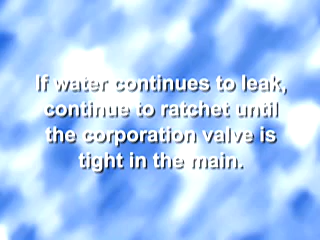 If water continues to leak,
continue to ratchet until
the corporation valve is
tight in the main.